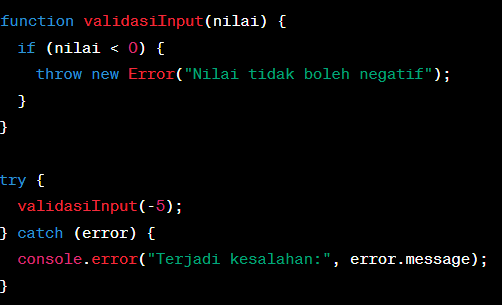 function validasiInput(nilai) {
  if (nilai < 0) {
    throw new Error("Nilai tidak boleh negatif");
  }
}

try {
  validasiInput(-5);
} catch (error) {
  console.error("Terjadi kesalahan:", error.message);
}